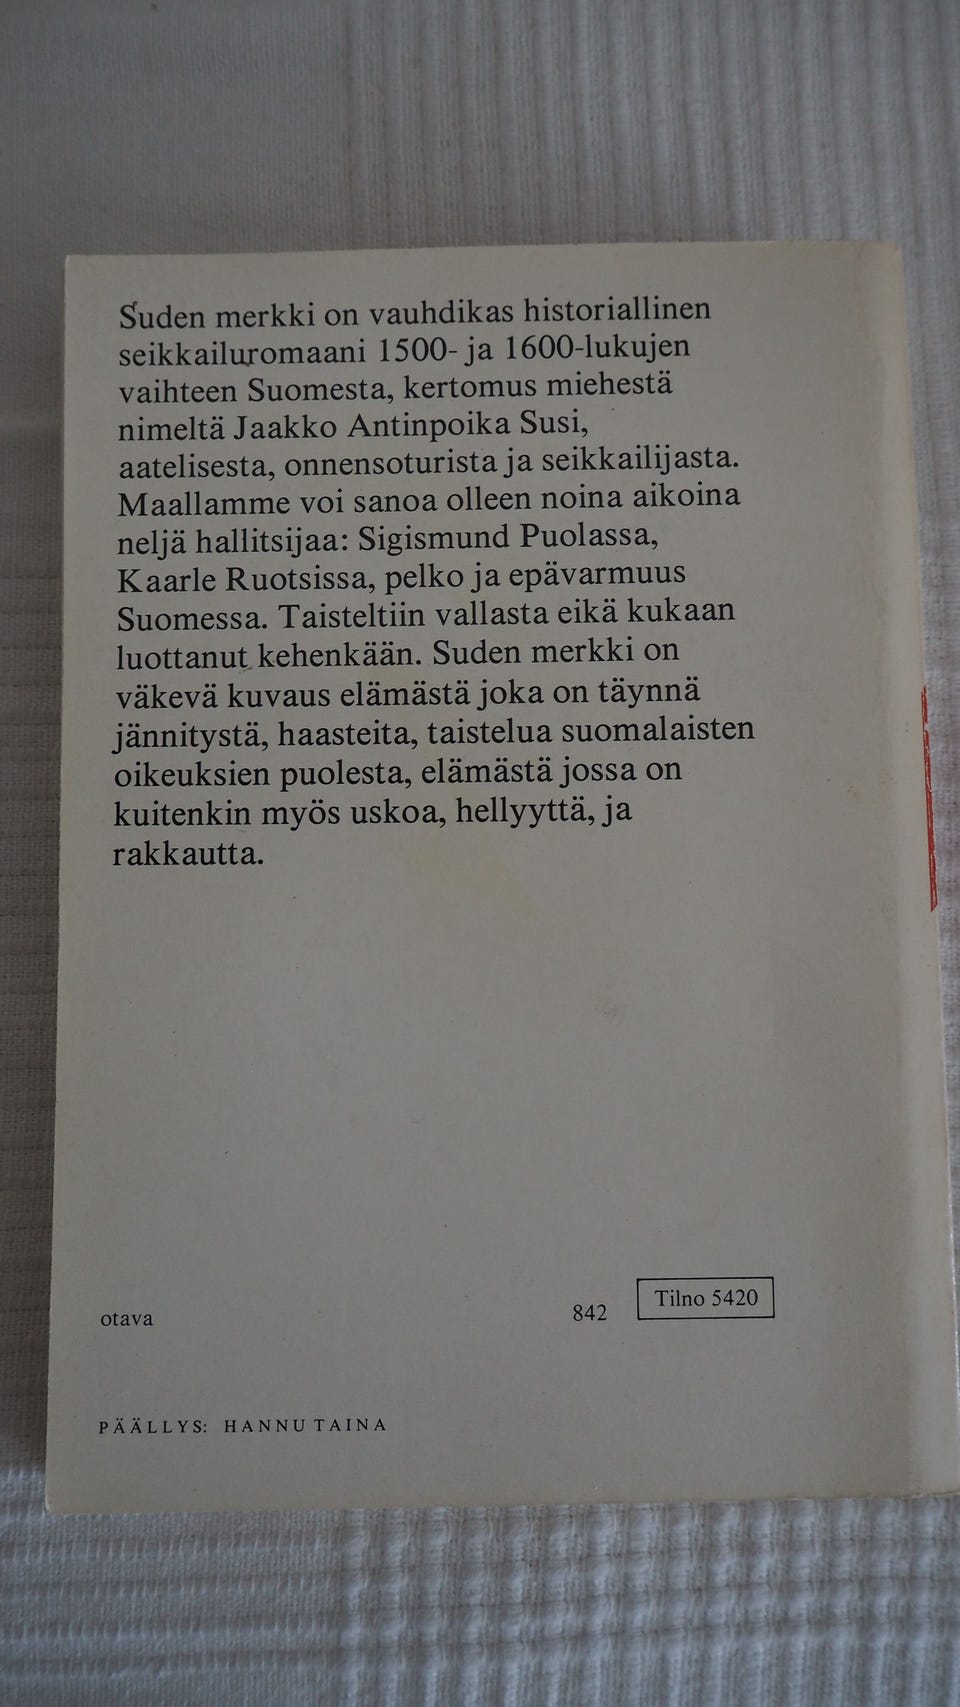 Suden merkki on vauhdikas historiallinen
seikkailuromaani 1500- ja 1600-lukujen
vaihteen Suomesta, kertomus miehestä
nimeltä Jaakko Antinpoika Susi,
aatelisesta, onnensoturista ja seikkailijasta.
Maallamme voi sanoa olleen noina aikoina
neljä hallitsijaa: Sigismund Puolassa,
Kaarle Ruotsissa, pelko ja epävarmuus
Suomessa. Taisteltiin vallasta eikä kukaan
luottanut kehenkään. Suden merkki on
väkevä kuvaus elämästä joka on täynnä
jännitystä, haasteita, taistelua suomalaisten
oikeuksien puolesta, elämästä jossa on
kuitenkin myös uskoa, hellyyttä, ja
rakkautta.
otava
842
Tilno 5420
PÄÄLLYS: HANNU TAINA